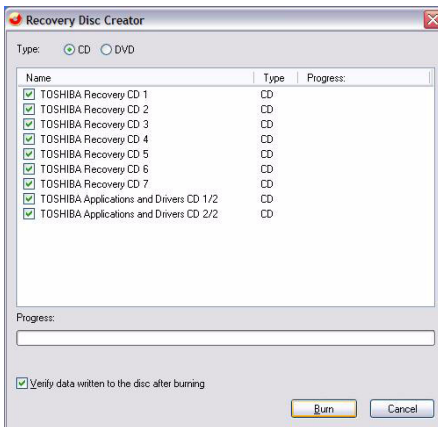 Recovery Disc Creator
Type: CD DVD
Name Type Progress:
TOSHIBA Recovery CD 1 CD
TOSHIBA Recovery CD 2 CD
TOSHIBA Recovery CD 3 CD
TOSHIBA Recovery CD 4 CD
TOSHIBA Recovery CD 5 CD
TOSHIBA Recovery CD 6 CD
TOSHIBA Recovery CD 7 CD
TOSHIBA Applications and Drivers CD 1/2 CD
TOSHIBA Applications and Drivers CD 2/2 CD
Progress:
Verify data written to the disc after burning
Burn Cancel